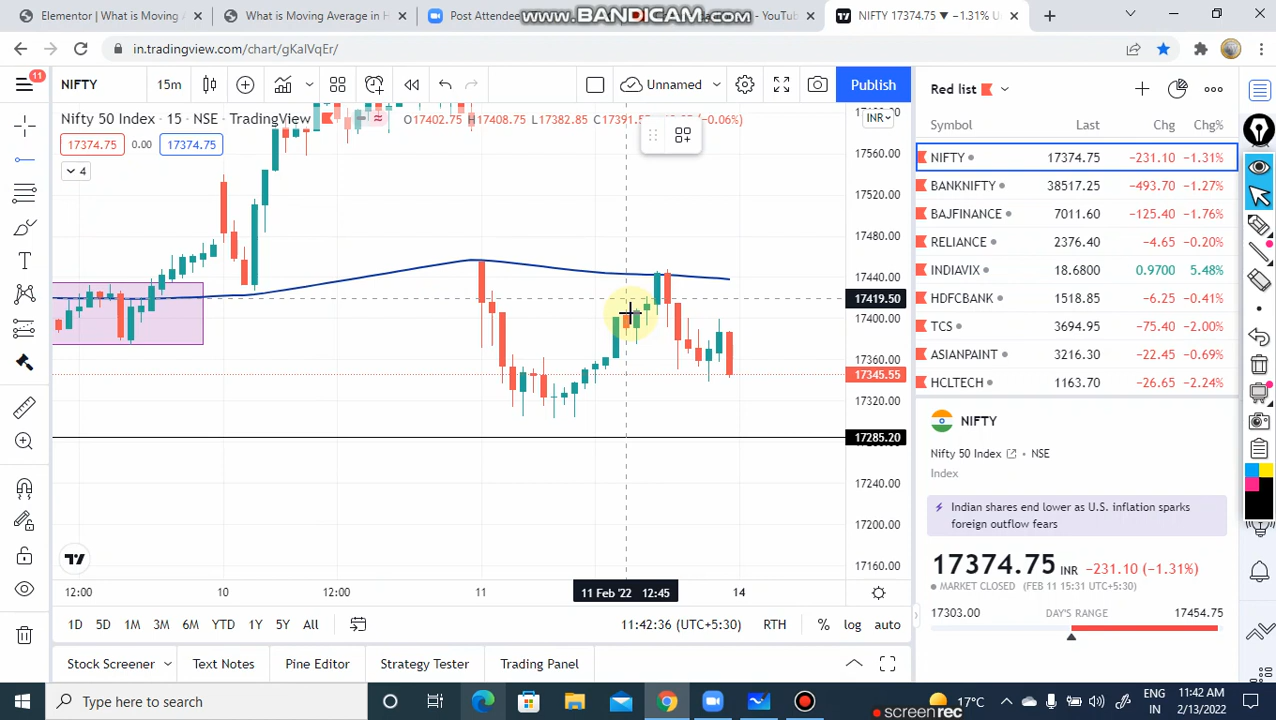 Elementor | What's Moving A
What is Moving Average in H
Post Attendee
- YouTu
NIFTY 17374.75 ▼ −1.31% U
www.BANDICAM.com
in.tradingview.com/chart/gKalVqEr/
11
NIFTY
15m
Unnamed
Publish
Red list
Nifty 50 Index · 15 · NSE · TradingView
O17402.75 H17408.75 L17382.85
(−0.06%)
INR
17374.75 0.00 17374.75
4
17560.00
17520.00
17480.00
17440.00
17419.50
17400.00
17360.00
17345.55
17320.00
17285.20
17240.00
17200.00
17160.00
12:00 10 12:00 11 11 Feb '22 12:45 14
1D 5D 1M 3M 6M YTD 1Y 5Y All
11:42:36 (UTC+5:30) RTH % log auto
Stock Screener Text Notes Pine Editor Strategy Tester Trading Panel
Symbol Last Chg Chg%
NIFTY 17374.75 −231.10 −1.31%
BANKNIFTY 38517.25 −493.70 −1.27%
BAJFINANCE 7011.60 −125.40 −1.76%
RELIANCE 2376.40 −4.65 −0.20%
INDIAVIX 18.6800 0.9700 5.48%
HDFCBANK 1518.85 −6.25 −0.41%
TCS 3694.95 −75.40 −2.00%
ASIANPAINT 3216.30 −22.45 −0.69%
HCLTECH 1163.70 −26.65 −2.24%
NIFTY
Nifty 50 Index • NSE
Index
Indian shares end lower as U.S. inflation sparks
foreign outflow fears
17374.75 INR −231.10 (−1.31%)
MARKET CLOSED (FEB 11 15:31 UTC+5:30)
17303.00 DAY'S RANGE 17454.75
Type here to search
17°C
ENG
IN
11:42 AM
2/13/2022
screenrec